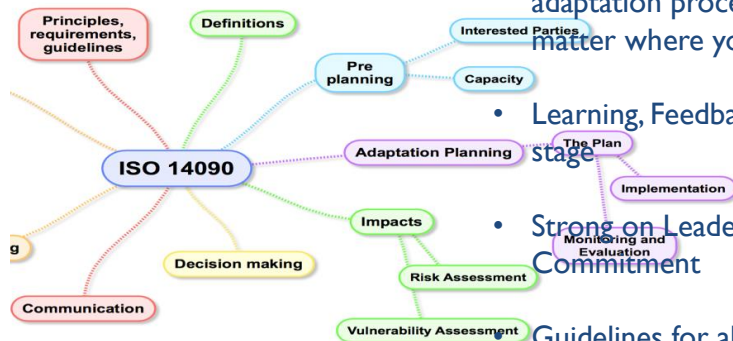 Principles,
requirements,
guidelines
Definitions
Pre
planning
Interested Parties
Capacity
ISO 14090
Adaptation Planning
The Plan
Implementation
Monitoring and
Evaluation
Impacts
Risk Assessment
Vulnerability Assessment
Decision making
Communication
g
adaptation proce
matter where yo
• Learning, Feedba
stage
• Strong on Leade
Commitment
• Guidelines for al